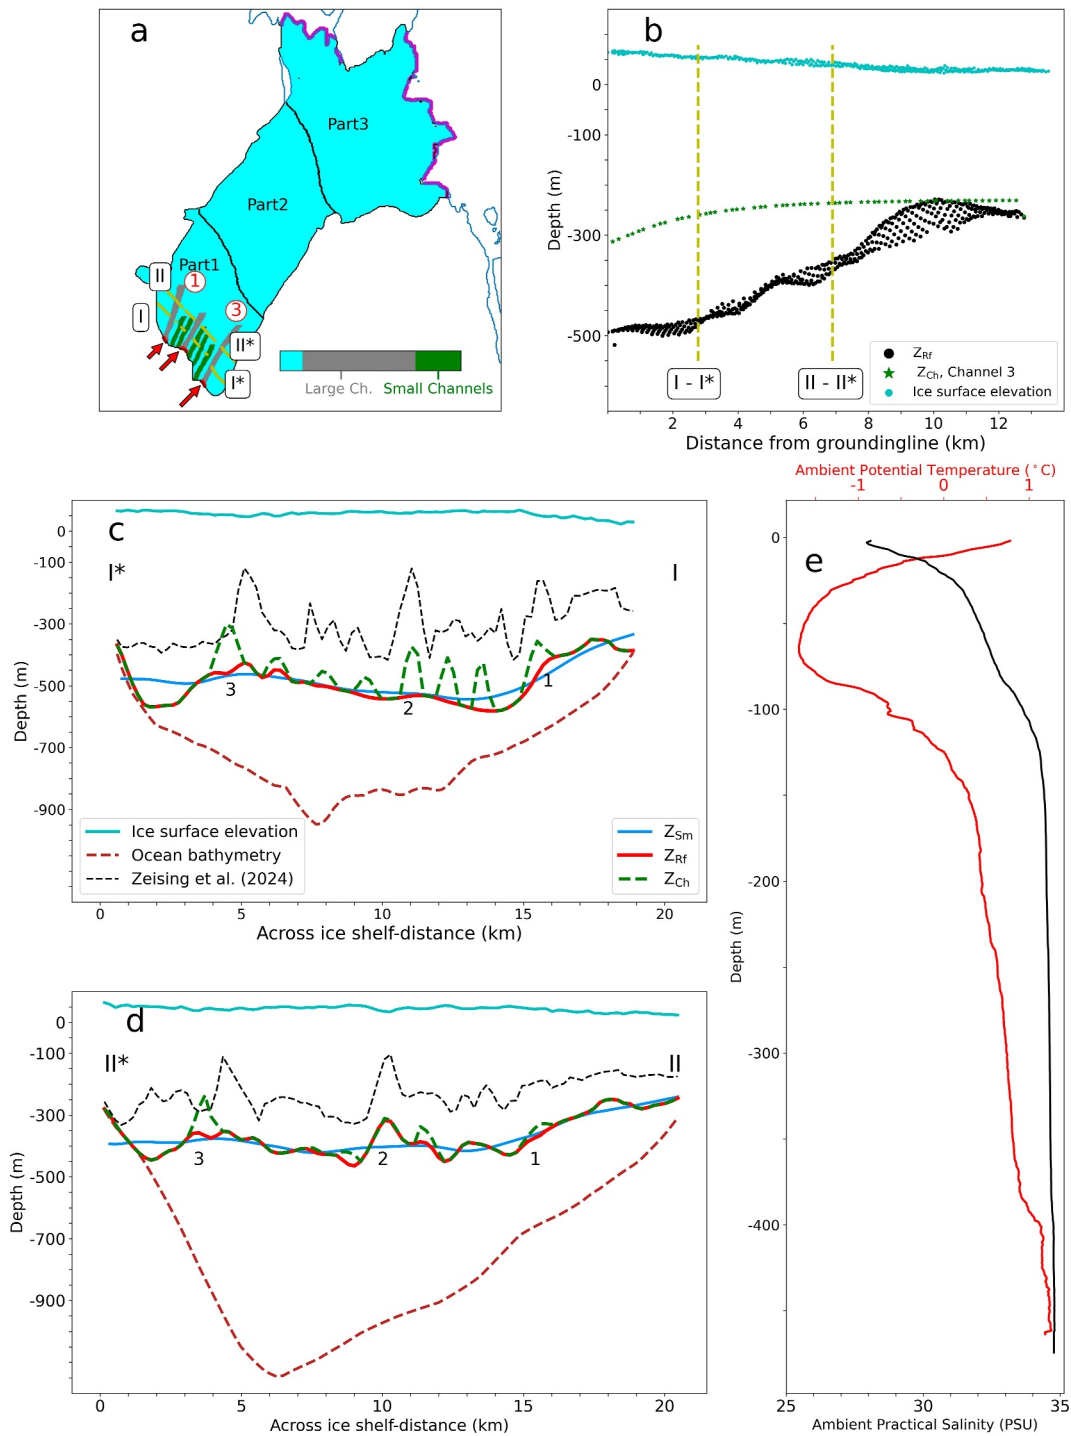 a
Part3
Part2
Part1
II
1
I
3
II*
I*
Large Ch.
Small Channels
b
0
-100
-300
-500
Depth (m)
I - I*
II - II*
Z_Rf
Z_Ch, Channel 3
Ice surface elevation
2 4 6 8 10 12
Distance from groundingline (km)
c
I*
I
0
-100
-300
-500
-700
-900
Depth (m)
3
2
1
Ice surface elevation
Ocean bathymetry
Zeising et al. (2024)
Z_Sm
Z_Rf
Z_Ch
0 5 10 15 20
Across ice shelf-distance (km)
d
II*
II
0
-100
-300
-500
-700
-900
Depth (m)
3
2
1
0 5 10 15 20
Across ice shelf-distance (km)
Ambient Potential Temperature (°C)
-1 0 1
e
0
-100
-200
-300
-400
Depth (m)
25 30 35
Ambient Practical Salinity (PSU)